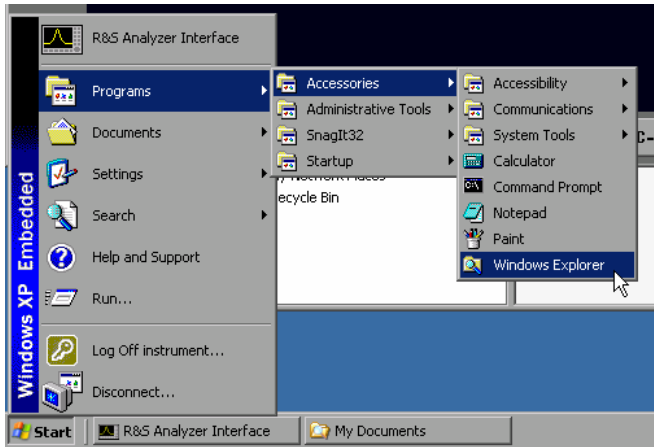 R&S Analyzer Interface
Programs
Documents
Settings
Search
Help and Support
Run...
Log Off instrument...
Disconnect...
Windows XP Embedded
Accessories
Administrative Tools
SnagIt32
Startup
Accessibility
Communications
System Tools
Calculator
Command Prompt
Notepad
Paint
Windows Explorer
C-
ecycle Bin
Start
R&S Analyzer Interface
My Documents